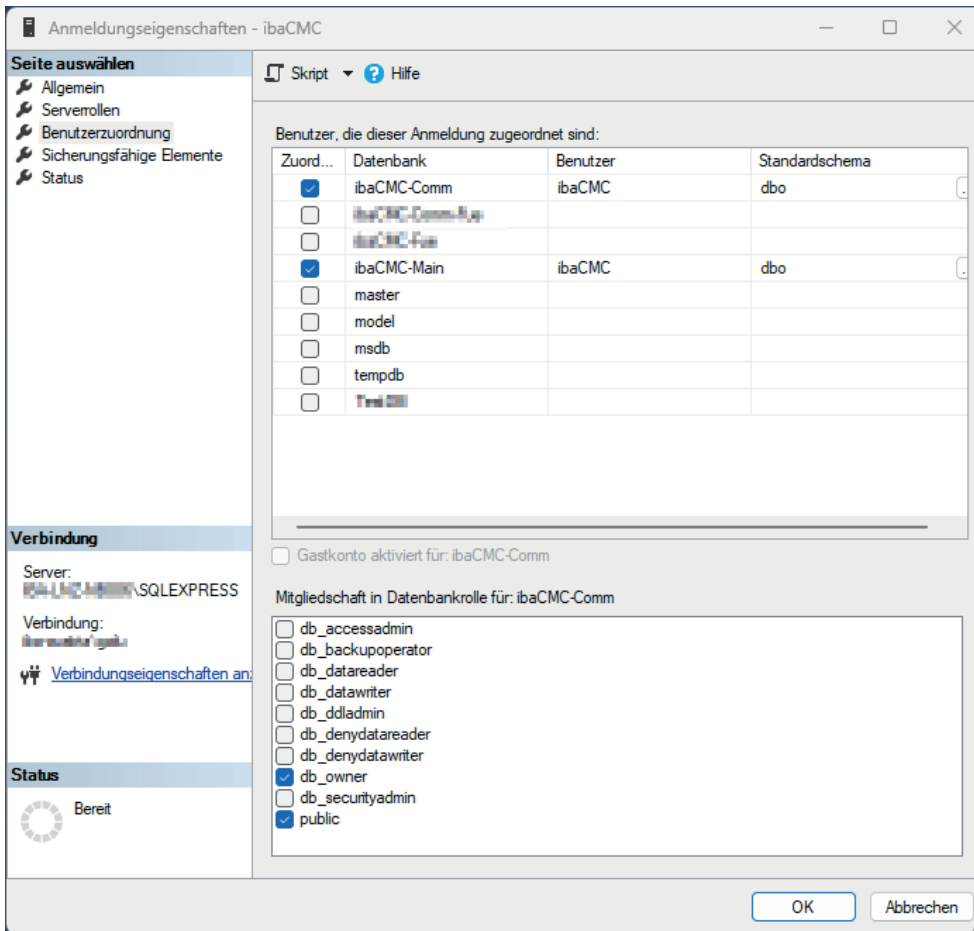 Anmeldungseigenschaften - ibaCMC
Seite auswählen
Allgemein
Serverrollen
Benutzerzuordnung
Sicherungsfähige Elemente
Status
Skript
Hilfe
Benutzer, die dieser Anmeldung zugeordnet sind:
Zuord... Datenbank Benutzer Standardschema
ibaCMC-Comm ibaCMC dbo
ibaCMC-Main ibaCMC dbo
master
model
msdb
tempdb
Gastkonto aktiviert für: ibaCMC-Comm
Mitgliedschaft in Datenbankrolle für: ibaCMC-Comm
db_accessadmin
db_backupoperator
db_datareader
db_datawriter
db_ddladmin
db_denydatareader
db_denydatawriter
db_owner
db_securityadmin
public
Verbindung
Server:
\SQLEXPRESS
Verbindung:
Verbindungseigenschaften an
Status
Bereit
OK
Abbrechen